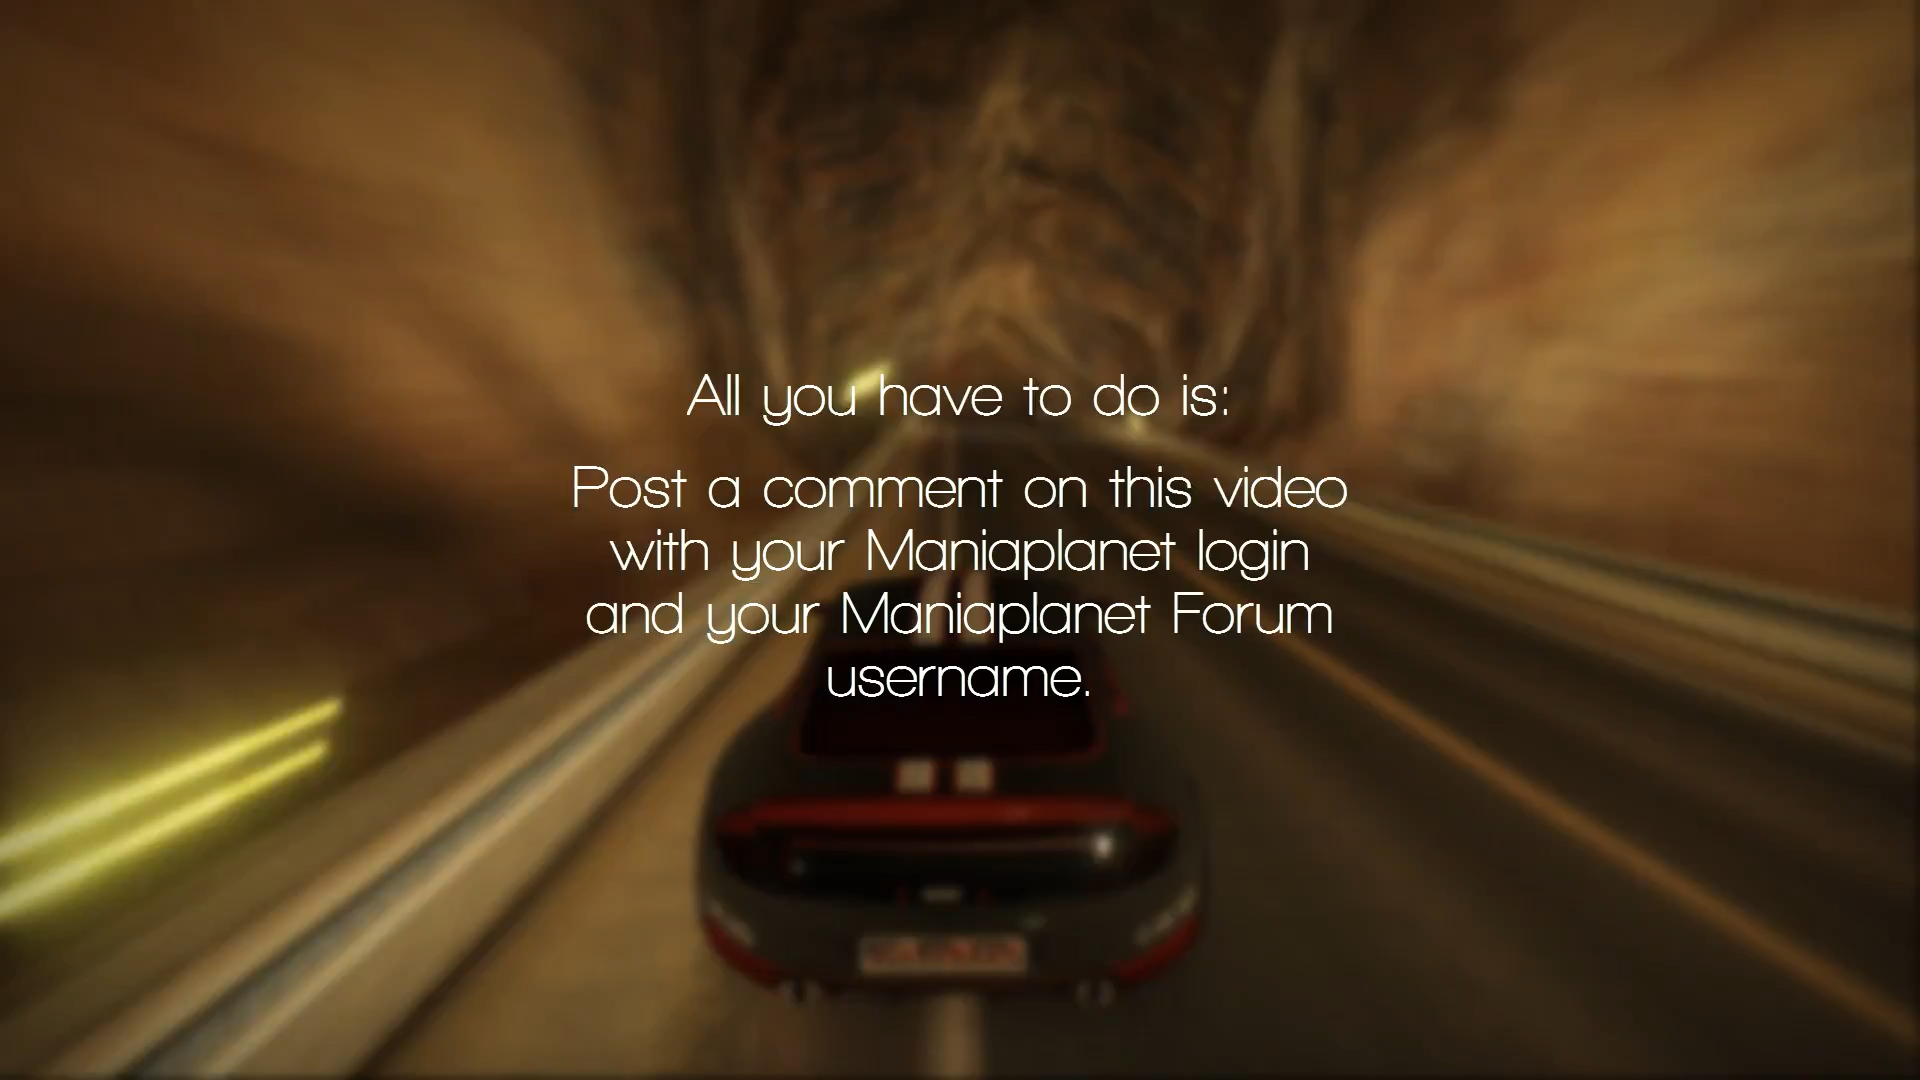 All you have to do is:
Post a comment on this video
with your Maniaplanet login
and your Maniaplanet Forum
username.